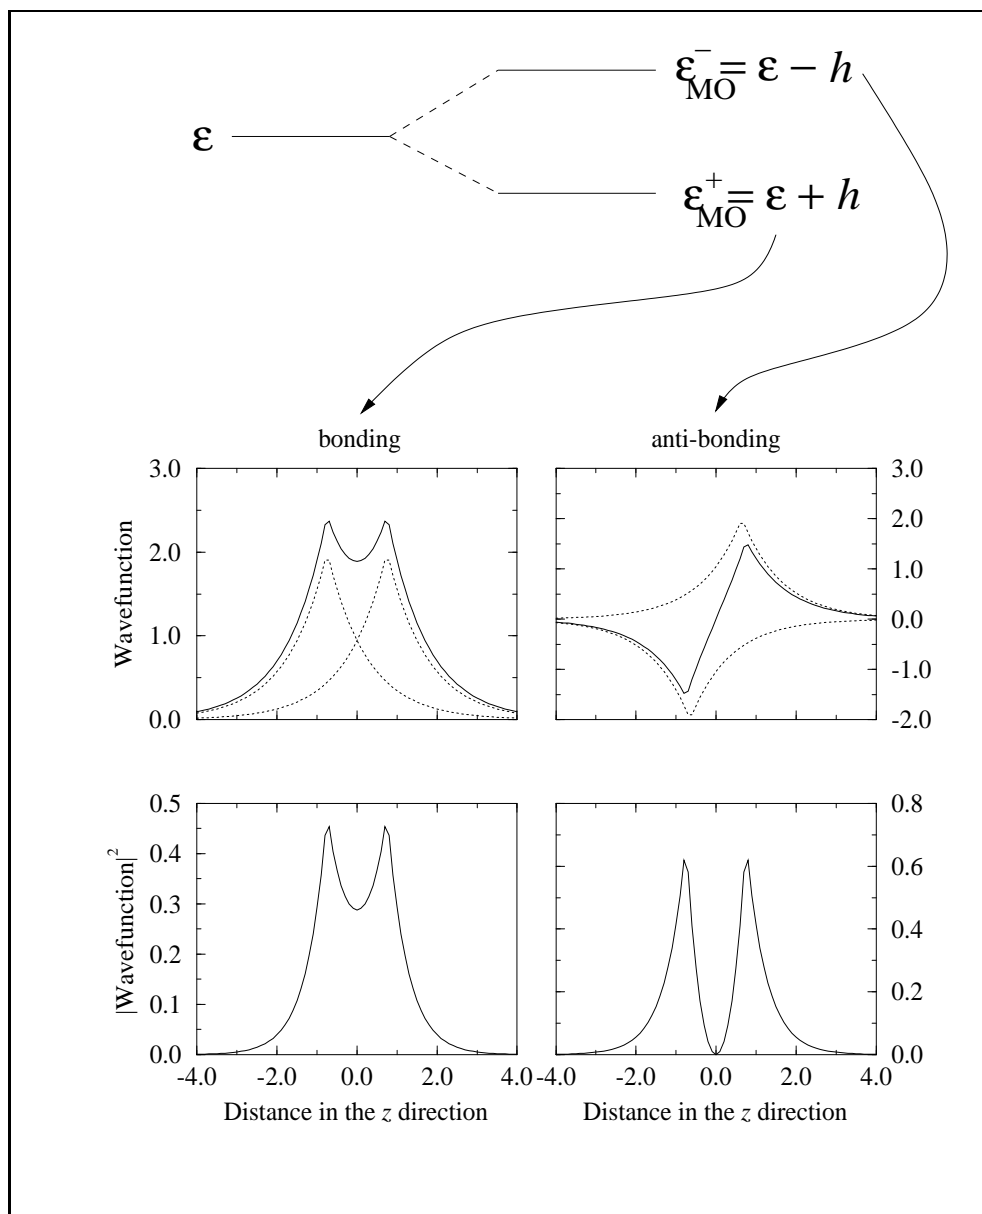 ε⁻MO = ε − h
ε
ε⁺MO = ε + h
bonding
anti-bonding
3.0
2.0
1.0
0.0
Wavefunction
3.0
2.0
1.0
0.0
-1.0
-2.0
0.5
0.4
0.3
0.2
0.1
0.0
|Wavefunction|²
0.8
0.6
0.4
0.2
0.0
-4.0 -2.0 0.0 2.0 4.0
-4.0 -2.0 0.0 2.0 4.0
Distance in the z direction
Distance in the z direction